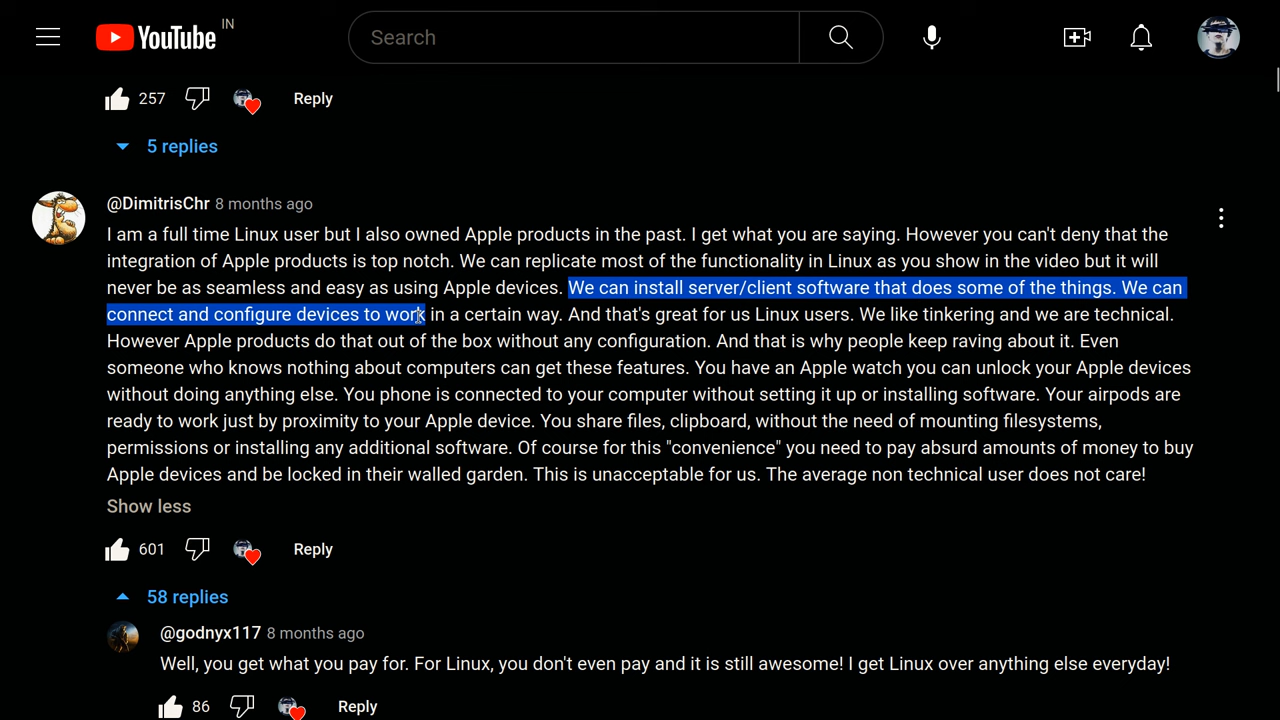 YouTube IN
Search
257 Reply
5 replies
@DimitrisChr 8 months ago
I am a full time Linux user but I also owned Apple products in the past. I get what you are saying. However you can't deny that the
integration of Apple products is top notch. We can replicate most of the functionality in Linux as you show in the video but it will
never be as seamless and easy as using Apple devices. We can install server/client software that does some of the things. We can
connect and configure devices to work in a certain way. And that's great for us Linux users. We like tinkering and we are technical.
However Apple products do that out of the box without any configuration. And that is why people keep raving about it. Even
someone who knows nothing about computers can get these features. You have an Apple watch you can unlock your Apple devices
without doing anything else. You phone is connected to your computer without setting it up or installing software. Your airpods are
ready to work just by proximity to your Apple device. You share files, clipboard, without the need of mounting filesystems,
permissions or installing any additional software. Of course for this "convenience" you need to pay absurd amounts of money to buy
Apple devices and be locked in their walled garden. This is unacceptable for us. The average non technical user does not care!
Show less
601 Reply
58 replies
@godnyx117 8 months ago
Well, you get what you pay for. For Linux, you don't even pay and it is still awesome! I get Linux over anything else everyday!
86 Reply